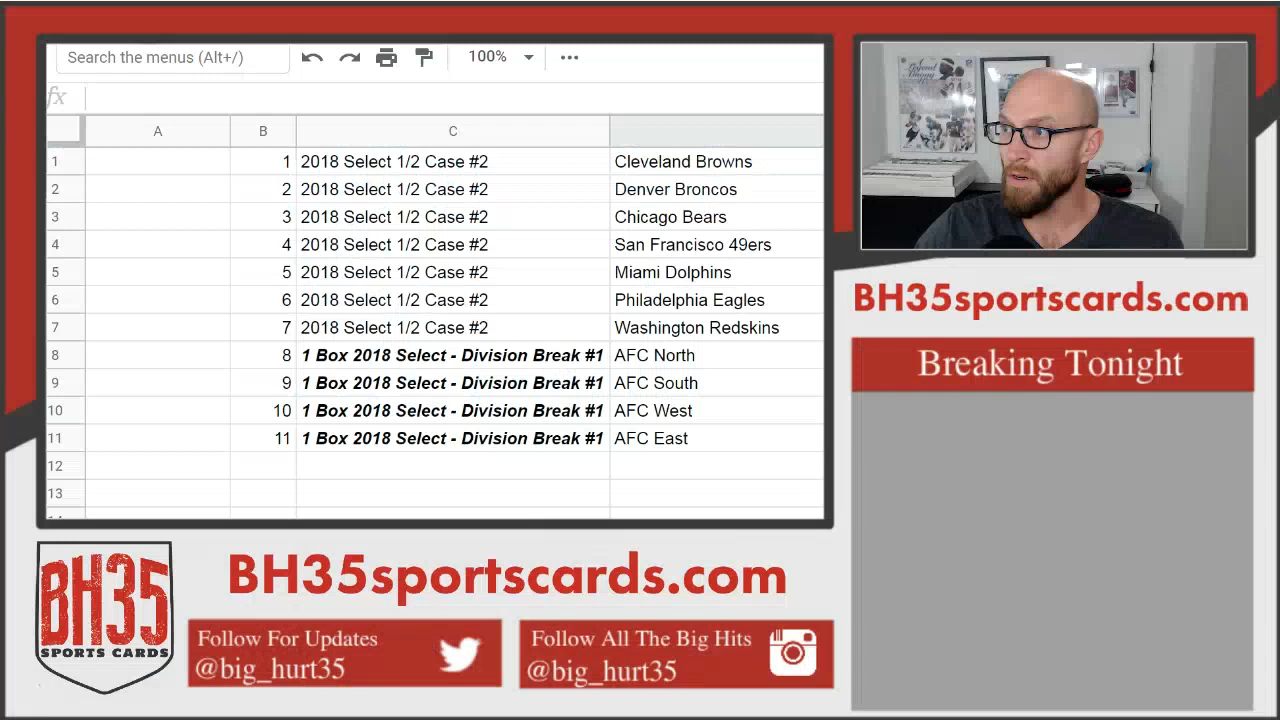 Search the menus (Alt+/)
100%
fx
A B C
1 1 2018 Select 1/2 Case #2 Cleveland Browns
2 2 2018 Select 1/2 Case #2 Denver Broncos
3 3 2018 Select 1/2 Case #2 Chicago Bears
4 4 2018 Select 1/2 Case #2 San Francisco 49ers
5 5 2018 Select 1/2 Case #2 Miami Dolphins
6 6 2018 Select 1/2 Case #2 Philadelphia Eagles
7 7 2018 Select 1/2 Case #2 Washington Redskins
8 8 1 Box 2018 Select - Division Break #1 AFC North
9 9 1 Box 2018 Select - Division Break #1 AFC South
10 10 1 Box 2018 Select - Division Break #1 AFC West
11 11 1 Box 2018 Select - Division Break #1 AFC East
12
13
BH35sportscards.com
Breaking Tonight
BH35
SPORTS CARDS
BH35sportscards.com
Follow For Updates
@big_hurt35
Follow All The Big Hits
@big_hurt35